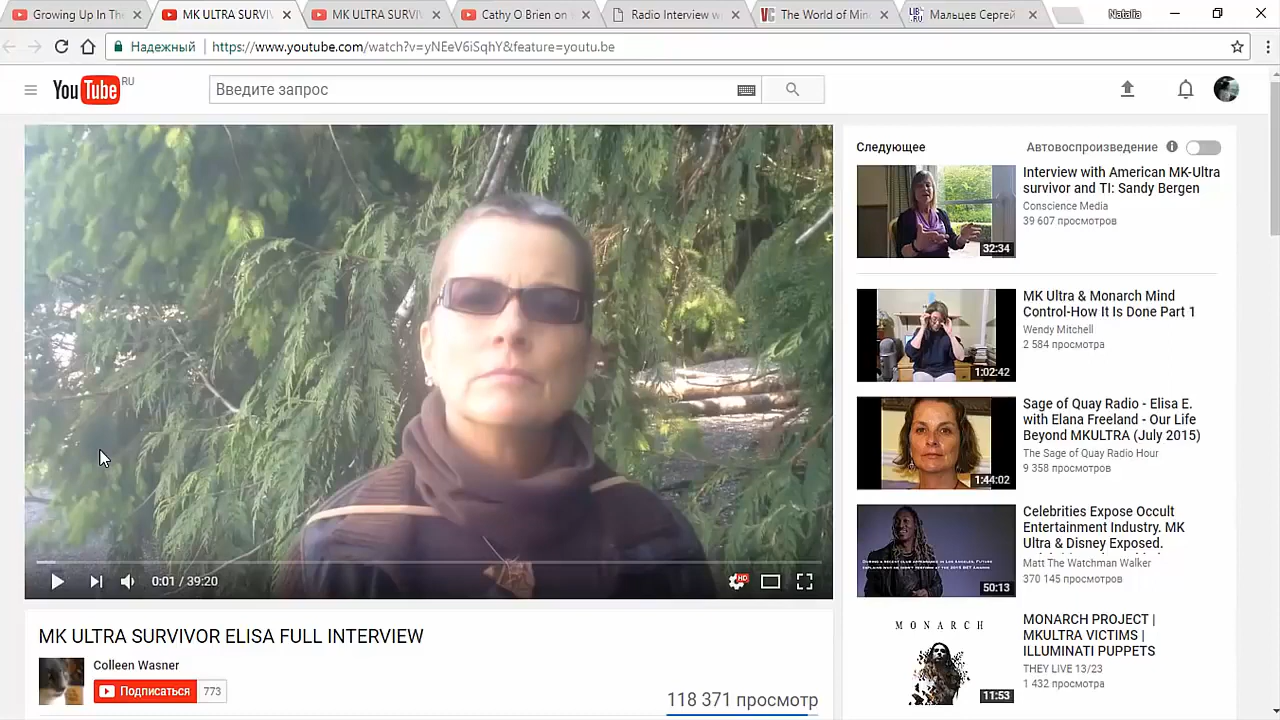 Growing Up In The
MK ULTRA SURVIV
MK ULTRA SURVIV
Cathy O Brien on
Radio Interview w
The World of Min
Мальцев Сергей
Natalia
Надежный
https://www.youtube.com/watch?v=yNEeV6iSqhY&feature=youtu.be
YouTube RU
Введите запрос
Следующее
Автовоспроизведение
Interview with American MK-Ultra
survivor and TI: Sandy Bergen
Conscience Media
39 607 просмотров
32:34
MK Ultra & Monarch Mind
Control-How It Is Done Part 1
Wendy Mitchell
2 584 просмотра
1:02:42
Sage of Quay Radio - Elisa E.
with Elana Freeland - Our Life
Beyond MKULTRA (July 2015)
The Sage of Quay Radio Hour
9 358 просмотров
1:44:02
Celebrities Expose Occult
Entertainment Industry. MK
Ultra & Disney Exposed.
Matt The Watchman Walker
370 145 просмотров
50:13
MONARCH
MONARCH PROJECT |
MKULTRA VICTIMS |
ILLUMINATI PUPPETS
THEY LIVE 13/23
1 432 просмотра
11:53
0:01 / 39:20
HD
MK ULTRA SURVIVOR ELISA FULL INTERVIEW
Colleen Wasner
Подписаться 773
118 371 просмотр